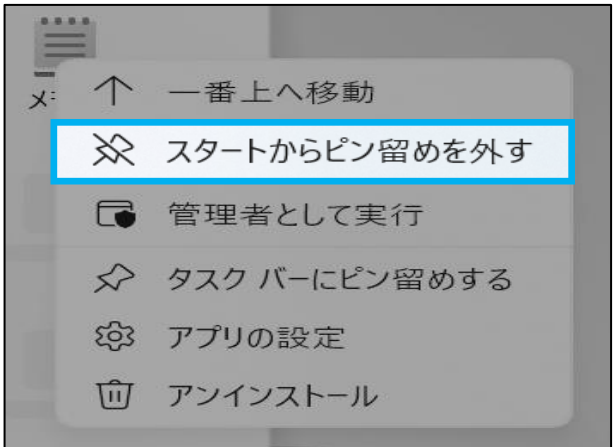 メ
一番上へ移動
スタートからピン留めを外す
管理者として実行
タスク バーにピン留めする
アプリの設定
アンインストール